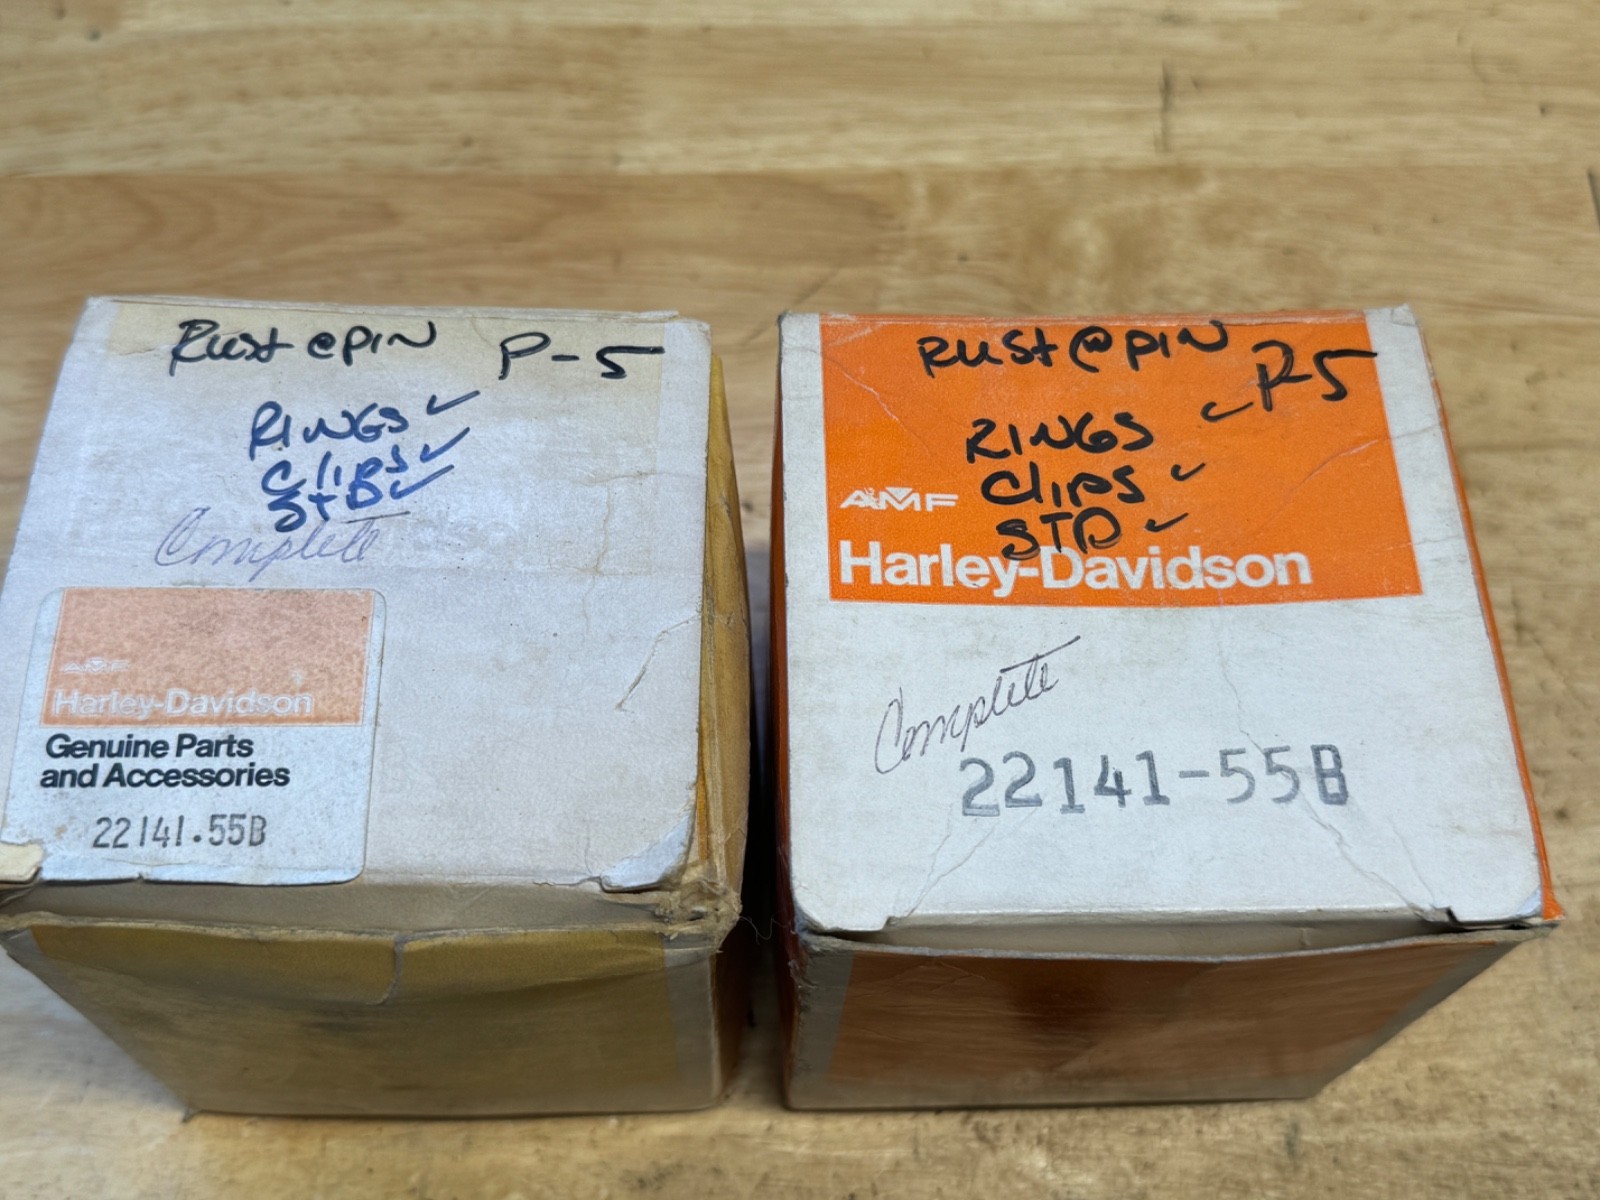 Rust @ PIN P-5
RINGS ✓
Clips ✓
STD ✓
Complete
AMF
Harley-Davidson
Genuine Parts
and Accessories
22141.55B
Rust @ PIN P-5
RINGS ✓
Clips ✓
STD ✓
AMF
Harley-Davidson
Complete
22141-55B